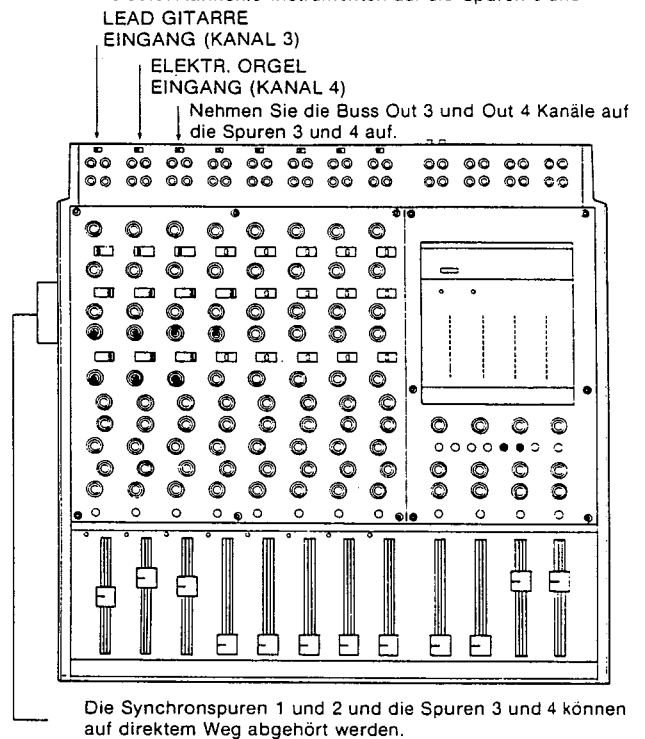 LEAD GITARRE
EINGANG (KANAL 3)
ELEKTR. ORGEL
EINGANG (KANAL 4)
Nehmen Sie die Buss Out 3 und Out 4 Kanäle auf
die Spuren 3 und 4 auf.
Die Synchronspuren 1 und 2 und die Spuren 3 und 4 können
auf direktem Weg abgehört werden.